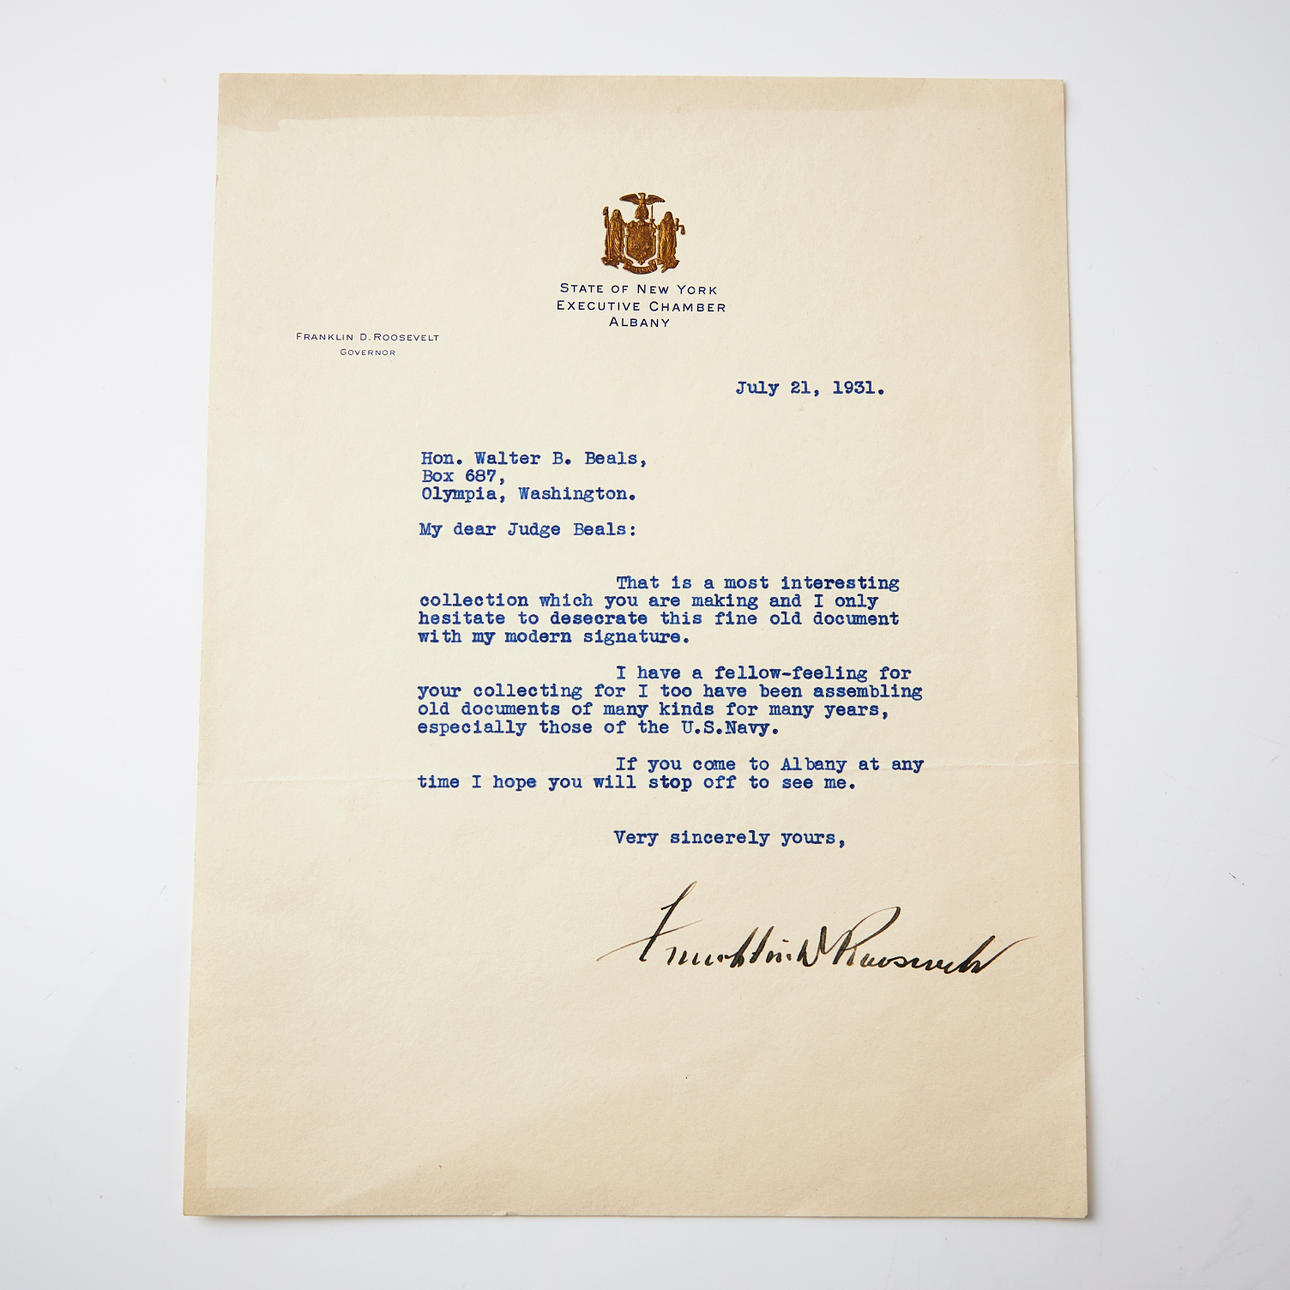 STATE OF NEW YORK
EXECUTIVE CHAMBER
ALBANY
FRANKLIN D. ROOSEVELT
GOVERNOR
July 21, 1931.
Hon. Walter B. Beals,
Box 687,
Olympia, Washington.
My dear Judge Beals:
That is a most interesting
collection which you are making and I only
hesitate to desecrate this fine old document
with my modern signature.
I have a fellow-feeling for
your collecting for I too have been assembling
old documents of many kinds for many years,
especially those of the U.S.Navy.
If you come to Albany at any
time I hope you will stop off to see me.
Very sincerely yours,
Franklin D Roosevelt